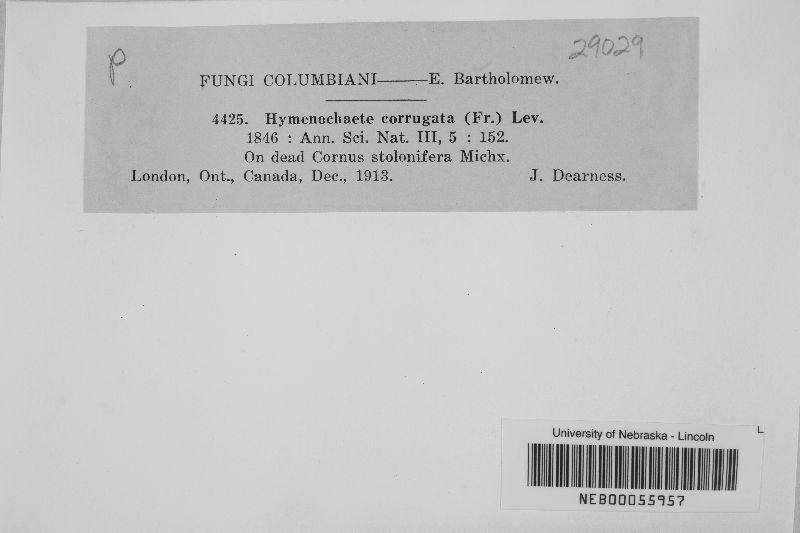 P.
29029
FUNGI COLUMBIANI——E. Bartholomew.
4425. Hymenochaete corrugata (Fr.) Lev.
1846 : Ann. Sci. Nat. III, 5 : 152.
On dead Cornus stolonifera Michx.
London, Ont., Canada, Dec., 1913. J. Dearness.
L
University of Nebraska - Lincoln
NEB00055957